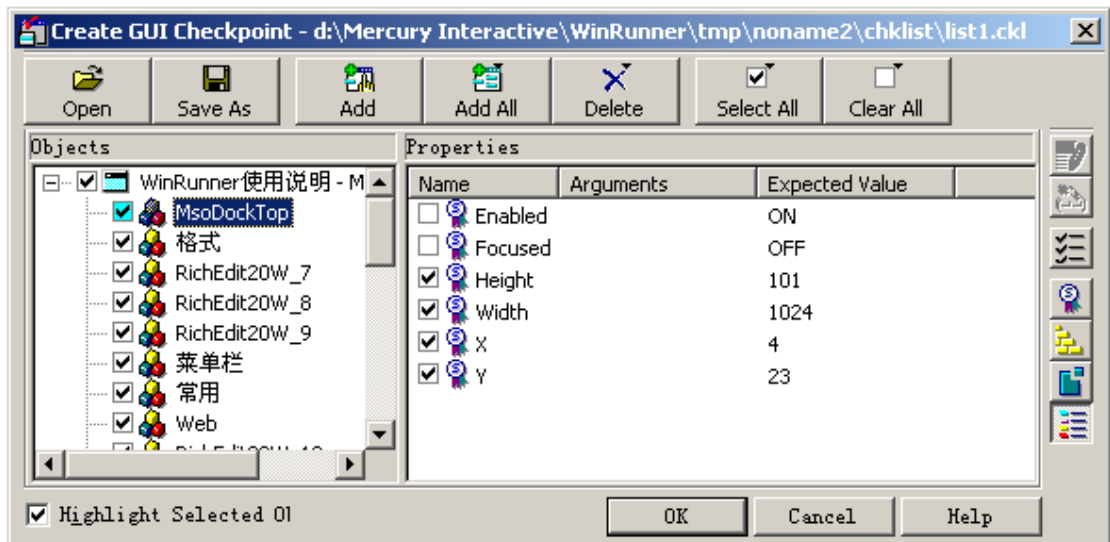 Create GUI Checkpoint - d:\Mercury Interactive\WinRunner\tmp\noname2\chklist\list1.ckl
Open Save As Add Add All Delete Select All Clear All
Objects Properties
WinRunner使用说明 - M
Name Arguments Expected Value
MsoDockTop
Enabled ON
格式
Focused OFF
RichEdit20W_7
Height 101
RichEdit20W_8
Width 1024
RichEdit20W_9
X 4
菜单栏
Y 23
常用
Web
Highlight Selected Ol
OK Cancel Help